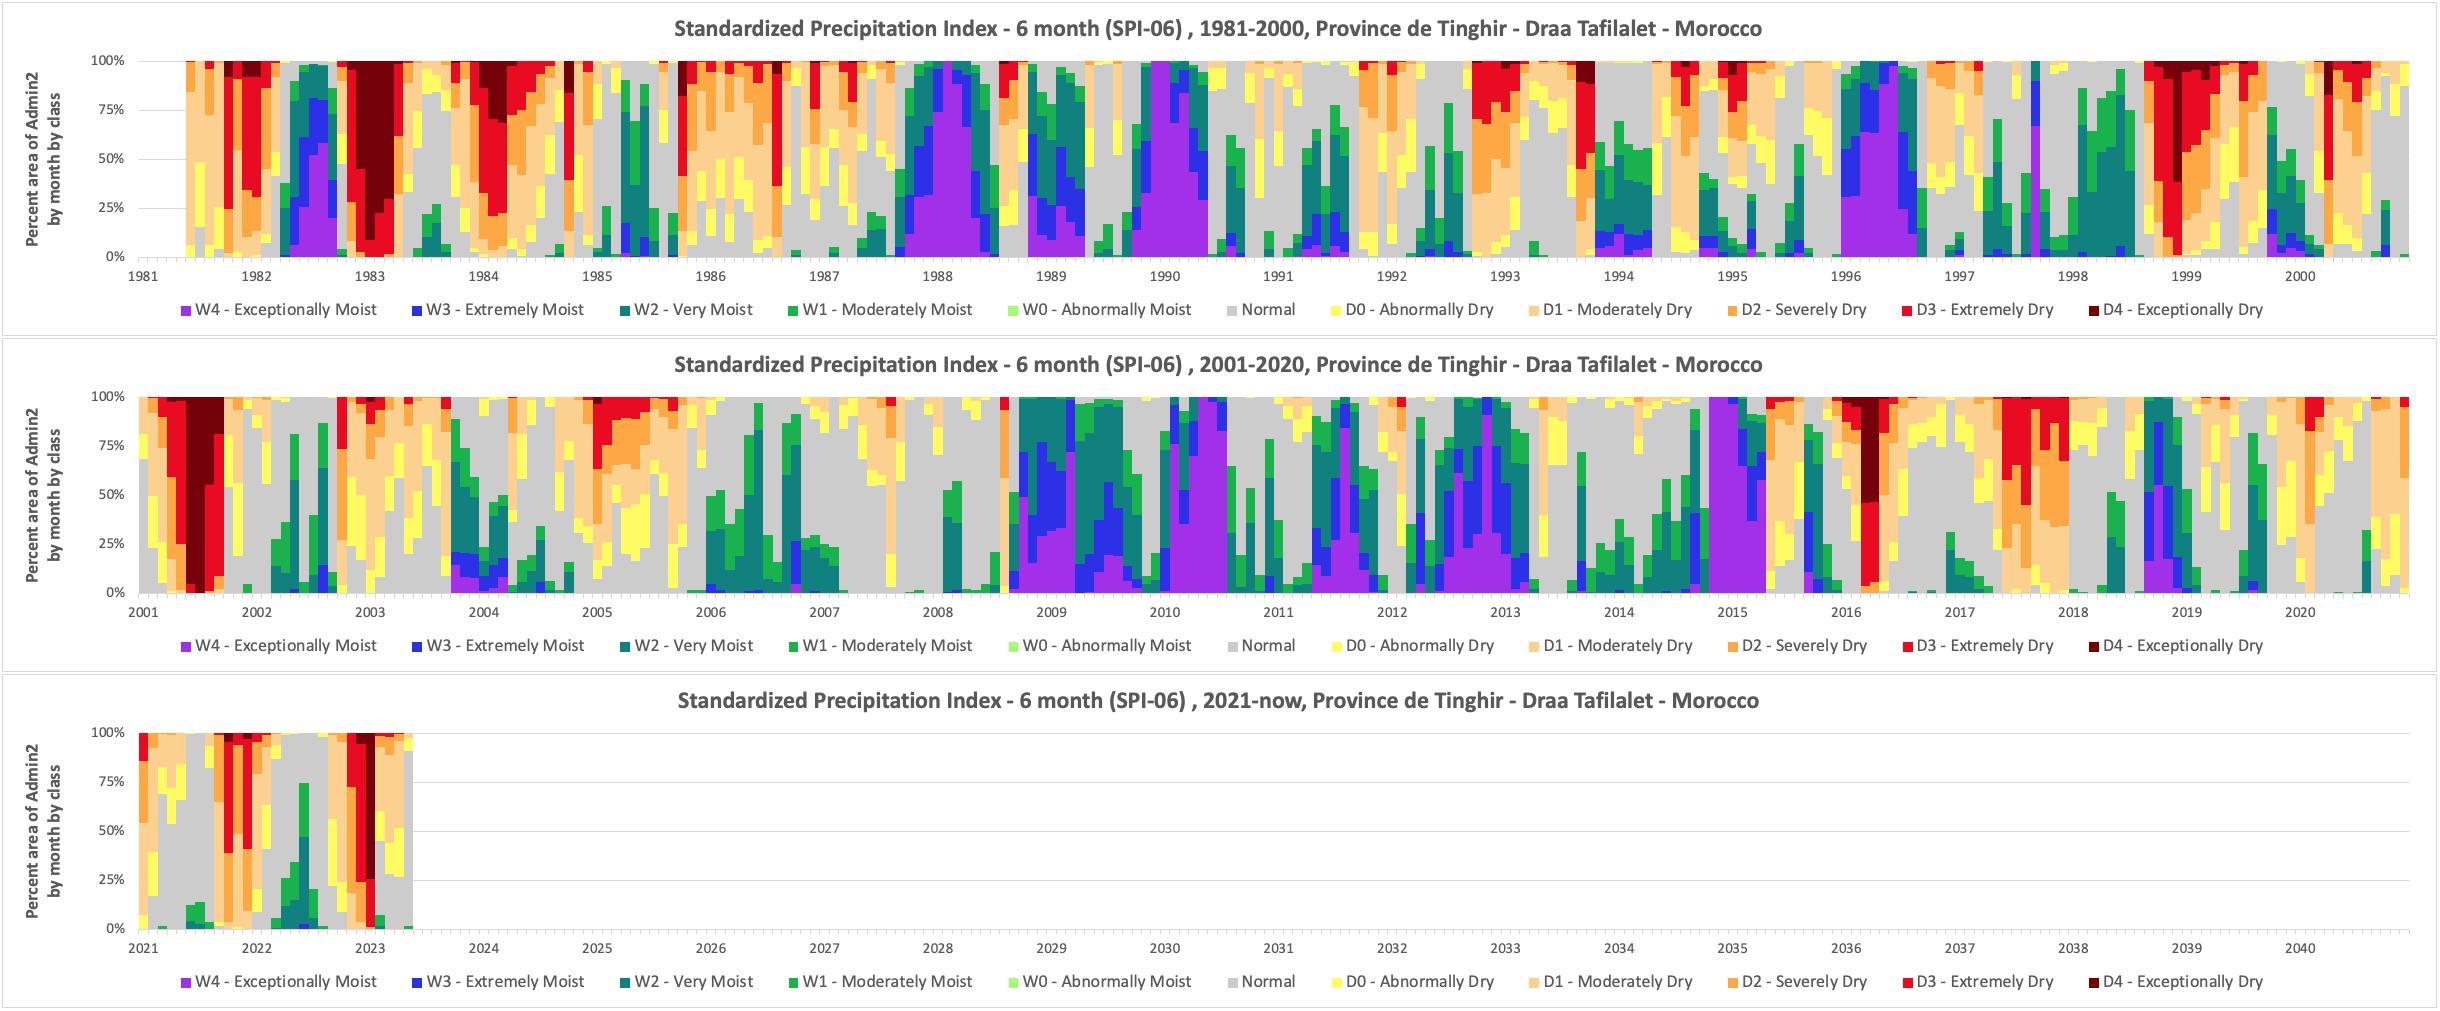 Standardized Precipitation Index - 6 month (SPI-06) , 1981-2000, Province de Tinghir - Draa Tafilalet - Morocco
Percent area of Admin2
by month by class
100%
75%
50%
25%
0%
1981 1982 1983 1984 1985 1986 1987 1988 1989 1990 1991 1992 1993 1994 1995 1996 1997 1998 1999 2000
W4 - Exceptionally Moist W3 - Extremely Moist W2 - Very Moist W1 - Moderately Moist W0 - Abnormally Moist Normal D0 - Abnormally Dry D1 - Moderately Dry D2 - Severely Dry D3 - Extremely Dry D4 - Exceptionally Dry
Standardized Precipitation Index - 6 month (SPI-06) , 2001-2020, Province de Tinghir - Draa Tafilalet - Morocco
Percent area of Admin2
by month by class
100%
75%
50%
25%
0%
2001 2002 2003 2004 2005 2006 2007 2008 2009 2010 2011 2012 2013 2014 2015 2016 2017 2018 2019 2020
W4 - Exceptionally Moist W3 - Extremely Moist W2 - Very Moist W1 - Moderately Moist W0 - Abnormally Moist Normal D0 - Abnormally Dry D1 - Moderately Dry D2 - Severely Dry D3 - Extremely Dry D4 - Exceptionally Dry
Standardized Precipitation Index - 6 month (SPI-06) , 2021-now, Province de Tinghir - Draa Tafilalet - Morocco
Percent area of Admin2
by month by class
100%
75%
50%
25%
0%
2021 2022 2023 2024 2025 2026 2027 2028 2029 2030 2031 2032 2033 2034 2035 2036 2037 2038 2039 2040
W4 - Exceptionally Moist W3 - Extremely Moist W2 - Very Moist W1 - Moderately Moist W0 - Abnormally Moist Normal D0 - Abnormally Dry D1 - Moderately Dry D2 - Severely Dry D3 - Extremely Dry D4 - Exceptionally Dry